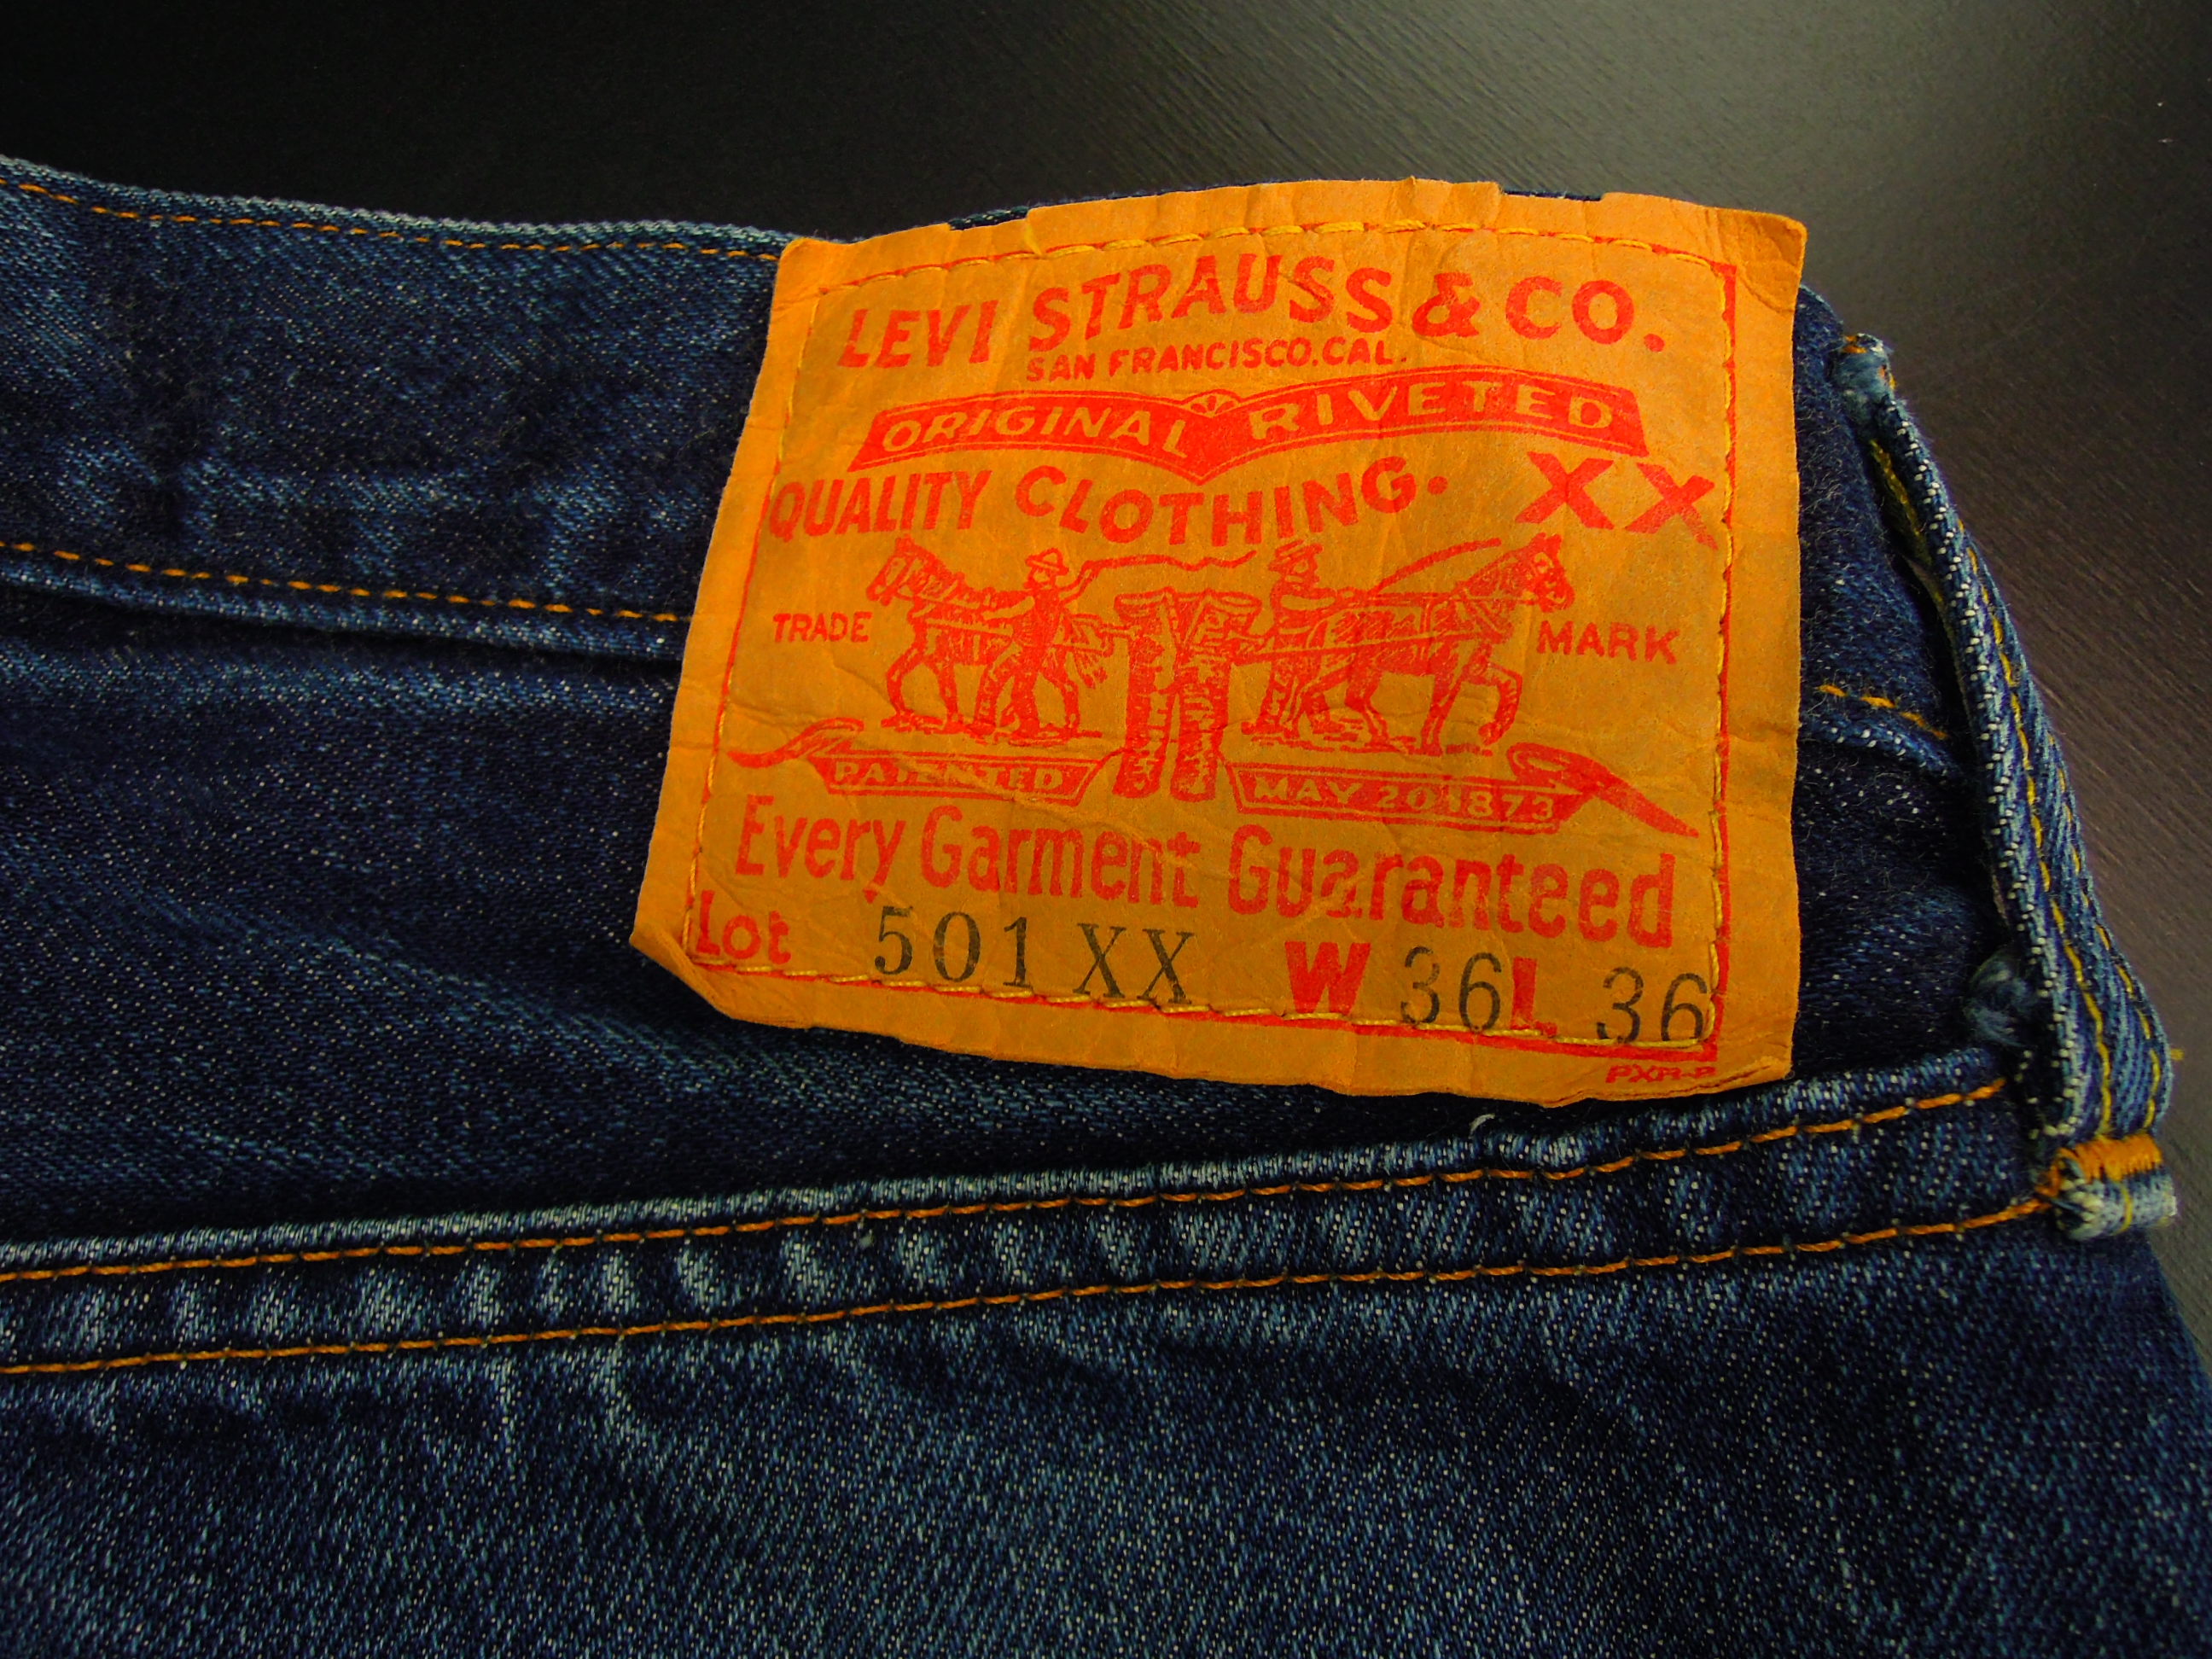 LEVI STRAUSS & CO.
SAN FRANCISCO.CAL.
ORIGINAL RIVETED
QUALITY CLOTHING. XX
TRADE MARK
PATENTED MAY 20 1873
Every Garment Guaranteed
Lot 501 XX W 36 L 36